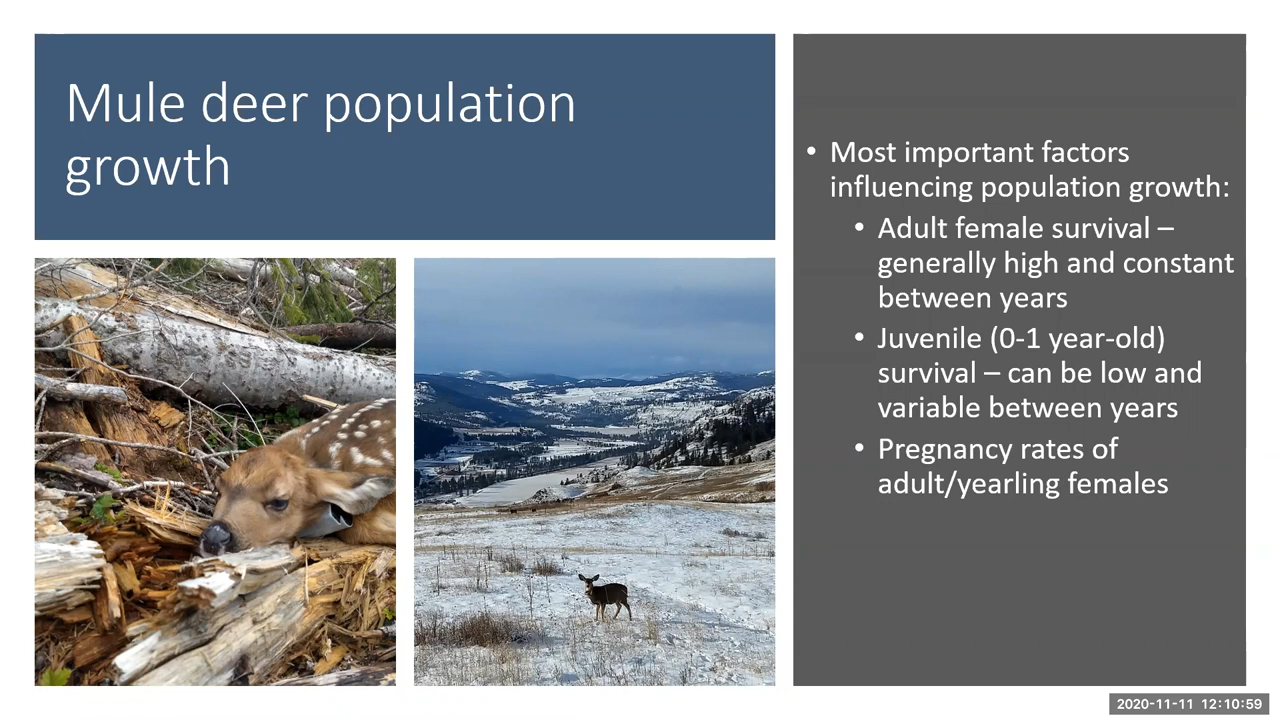 Mule deer population
growth
• Most important factors
influencing population growth:
• Adult female survival –
generally high and constant
between years
• Juvenile (0-1 year-old)
survival – can be low and
variable between years
• Pregnancy rates of
adult/yearling females
2020-11-11 12:10:59